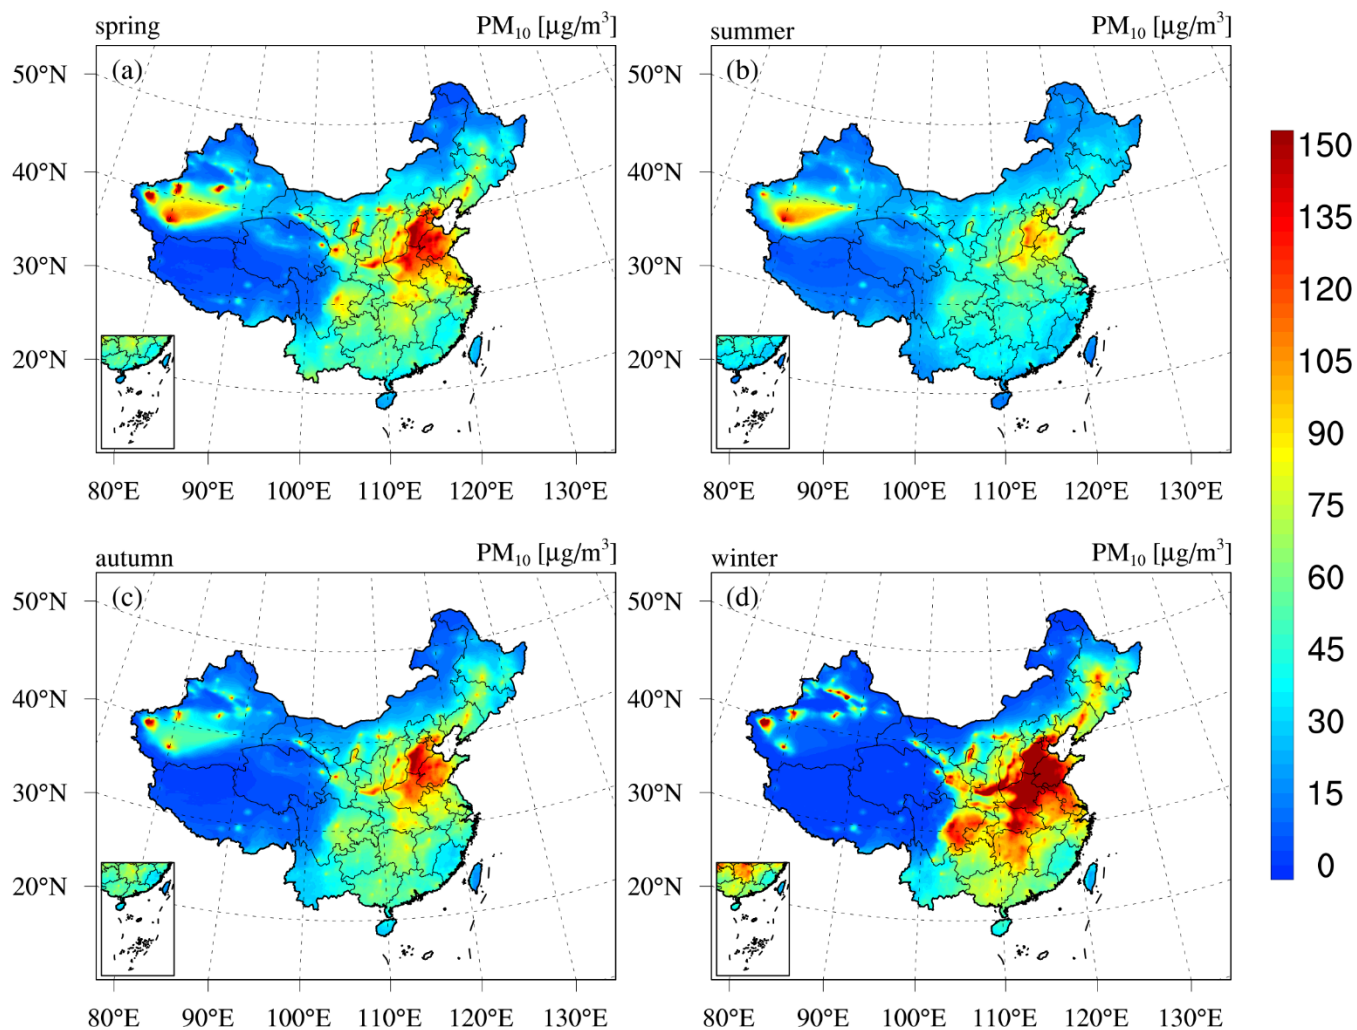 spring PM₁₀ [μg/m³]
summer PM₁₀ [μg/m³]
(a)
(b)
50°N
40°N
30°N
20°N
50°N
40°N
30°N
20°N
80°E 90°E 100°E 110°E 120°E 130°E
80°E 90°E 100°E 110°E 120°E 130°E
autumn PM₁₀ [μg/m³]
winter PM₁₀ [μg/m³]
(c)
(d)
50°N
40°N
30°N
20°N
50°N
40°N
30°N
20°N
80°E 90°E 100°E 110°E 120°E 130°E
80°E 90°E 100°E 110°E 120°E 130°E
150
135
120
105
90
75
60
45
30
15
0